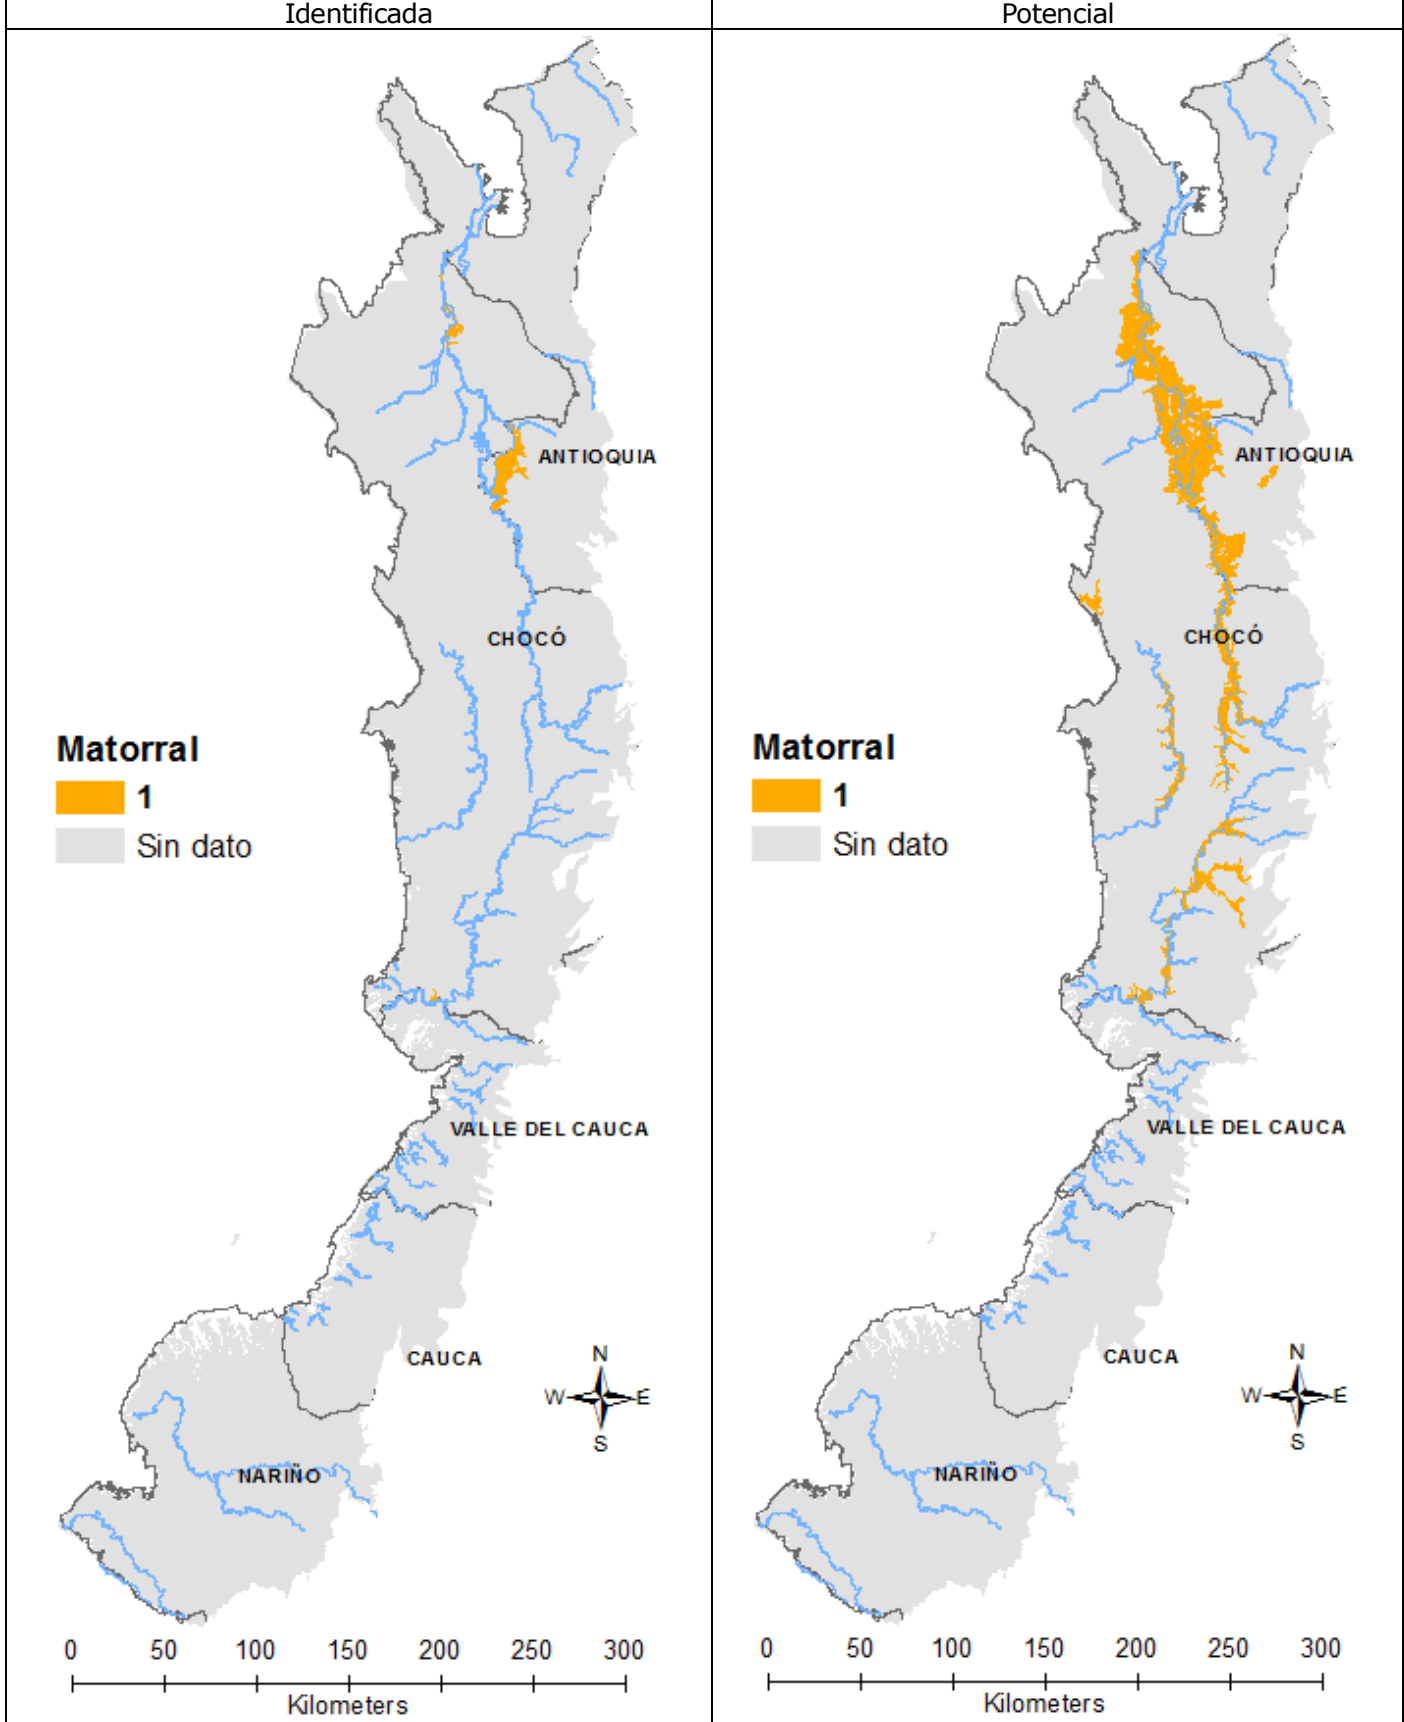 Identificada
ANTIOQUIA
CHOCÓ
Matorral
1
Sin dato
VALLE DEL CAUCA
CAUCA
NARIÑO
N
W E
S
0 50 100 150 200 250 300
Kilometers
Potencial
ANTIOQUIA
CHOCÓ
Matorral
1
Sin dato
VALLE DEL CAUCA
CAUCA
NARIÑO
N
W E
S
0 50 100 150 200 250 300
Kilometers